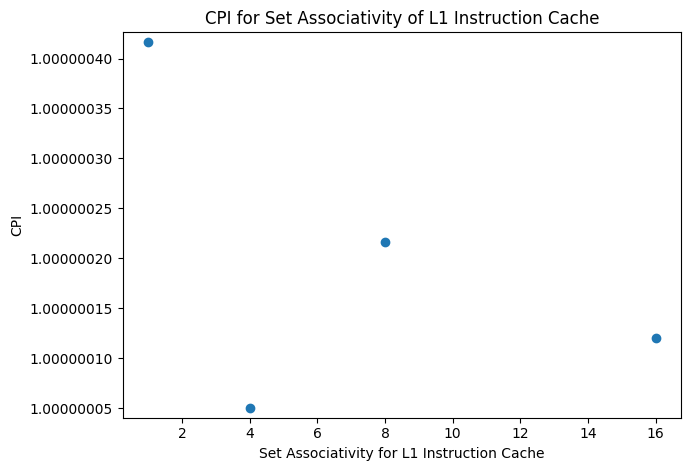 CPI for Set Associativity of L1 Instruction Cache
1.00000040
1.00000035
1.00000030
1.00000025
1.00000020
1.00000015
1.00000010
1.00000005
CPI
2 4 6 8 10 12 14 16
Set Associativity for L1 Instruction Cache